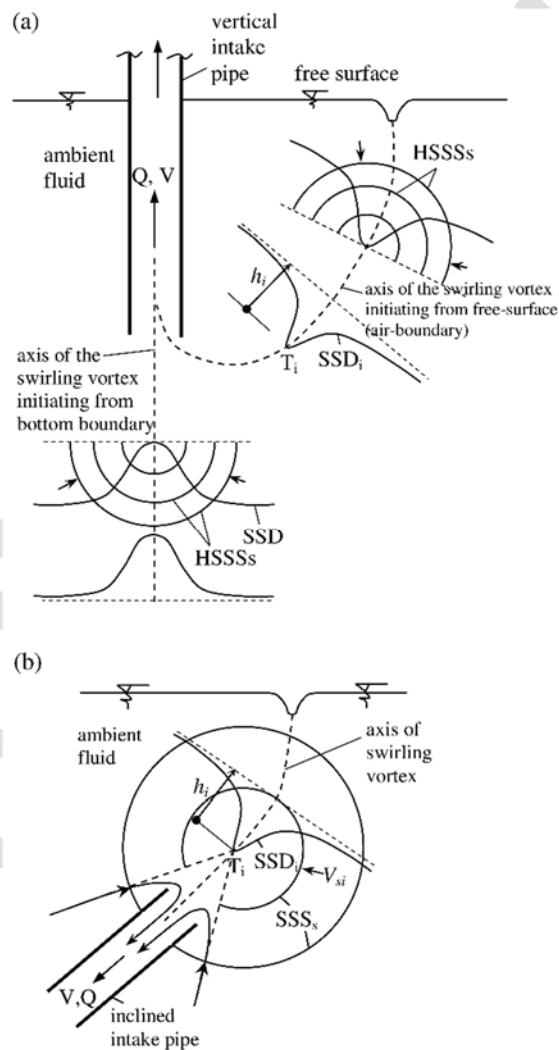 (a)
vertical
intake
pipe
free surface
ambient
fluid
Q, V
HSSSs
h_i
axis of the swirling vortex
initiating from free-surface
(air-boundary)
T_i
SSD_i
axis of the
swirling vortex
initiating from
bottom boundary
SSD
HSSSs
(b)
ambient
fluid
axis of
swirling
vortex
h_i
T_i
SSD_i
V_si
SSS_s
V,Q
inclined
intake pipe